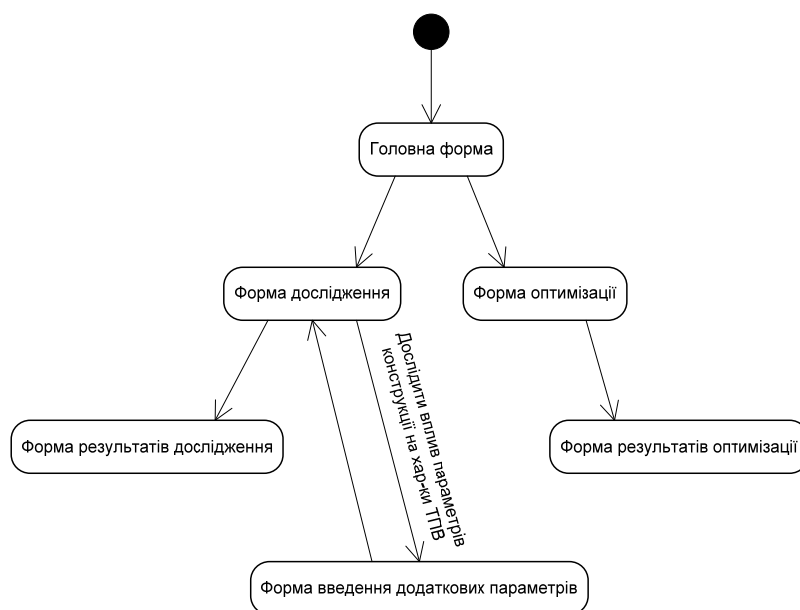 Головна форма
Форма дослідження
Форма оптимізації
Дослідити вплив параметрів
конструкції на хар-ки ТПВ
Форма результатів дослідження
Форма результатів оптимізації
Форма введення додаткових параметрів